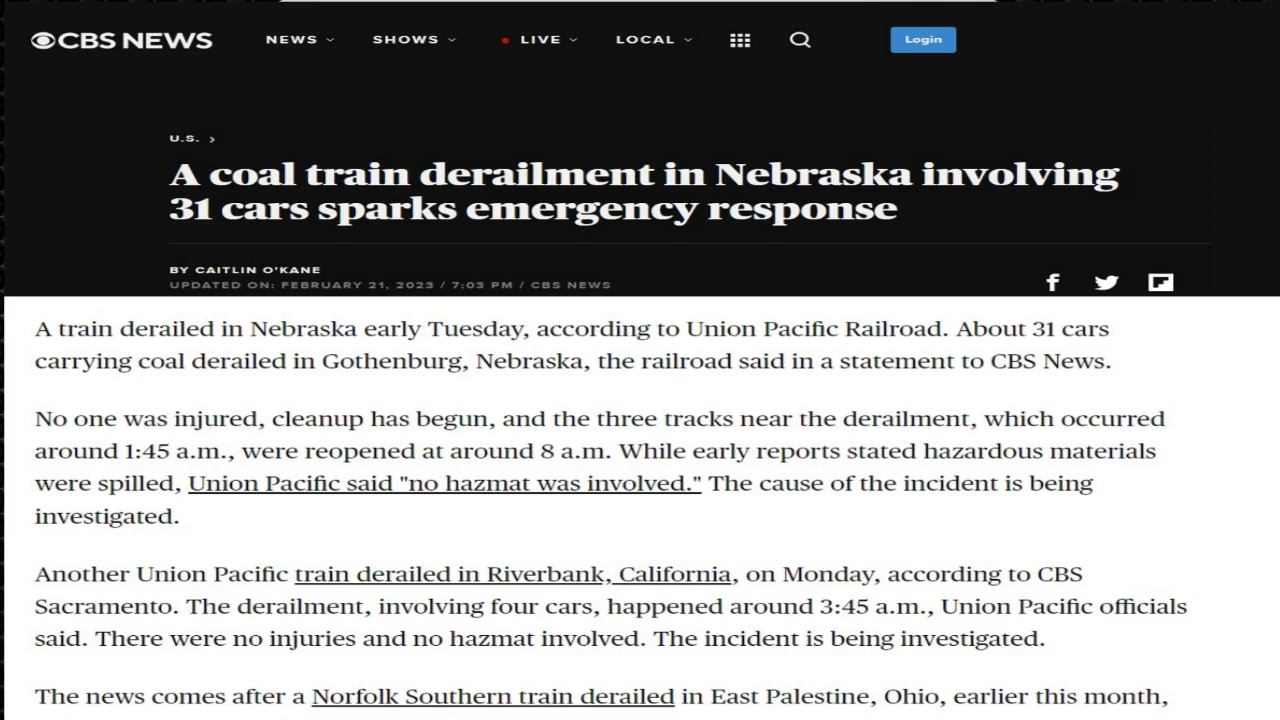 CBS NEWS NEWS SHOWS LIVE LOCAL Login
U.S. >
A coal train derailment in Nebraska involving
31 cars sparks emergency response
BY CAITLIN O'KANE
UPDATED ON: FEBRUARY 21, 2023 / 7:03 PM / CBS NEWS
A train derailed in Nebraska early Tuesday, according to Union Pacific Railroad. About 31 cars
carrying coal derailed in Gothenburg, Nebraska, the railroad said in a statement to CBS News.
No one was injured, cleanup has begun, and the three tracks near the derailment, which occurred
around 1:45 a.m., were reopened at around 8 a.m. While early reports stated hazardous materials
were spilled, Union Pacific said "no hazmat was involved." The cause of the incident is being
investigated.
Another Union Pacific train derailed in Riverbank, California, on Monday, according to CBS
Sacramento. The derailment, involving four cars, happened around 3:45 a.m., Union Pacific officials
said. There were no injuries and no hazmat involved. The incident is being investigated.
The news comes after a Norfolk Southern train derailed in East Palestine, Ohio, earlier this month,